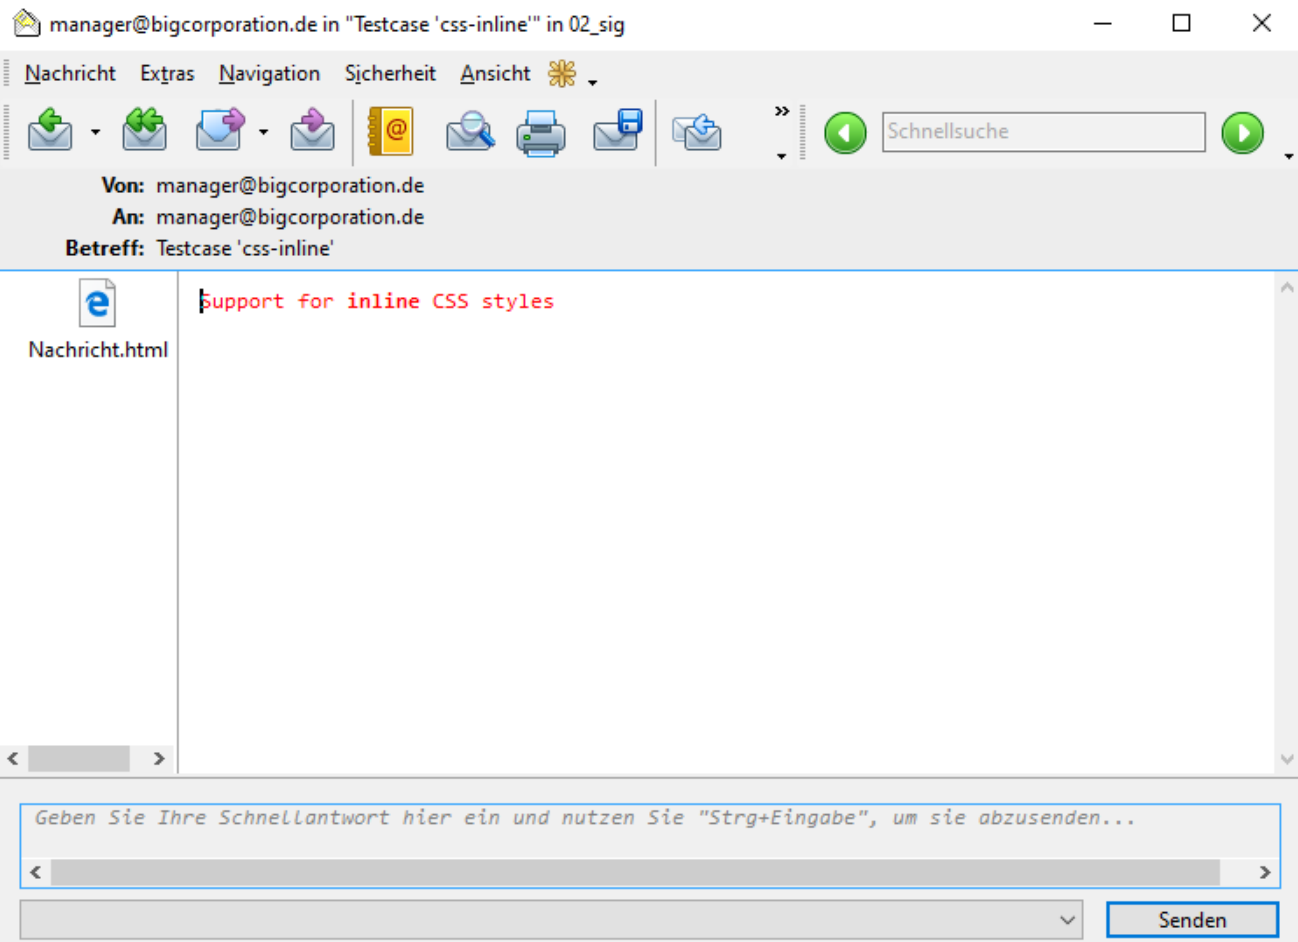 manager@bigcorporation.de in "Testcase 'css-inline'" in 02_sig
Nachricht Extras Navigation Sicherheit Ansicht
@ » Schnellsuche
Von: manager@bigcorporation.de
An: manager@bigcorporation.de
Betreff: Testcase 'css-inline'
Support for inline CSS styles
Nachricht.html
Geben Sie Ihre Schnellantwort hier ein und nutzen Sie "Strg+Eingabe", um sie abzusenden...
Senden